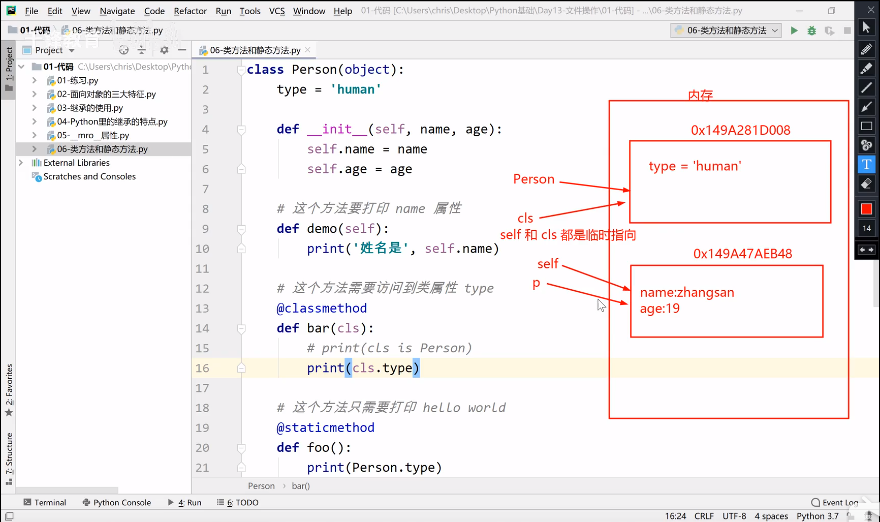 File Edit View Navigate Code Refactor Run Tools VCS Window Help 01-代码 [C:\Users\chris\Desktop\Python基础\Day13-文件操作\01-代码] - ...\06-类方法和静态方法.py
01-代码 06-类方法和静态方法.py
06-类方法和静态方法
Project
06-类方法和静态方法.py
1: Project
01-代码 C:\Users\chris\Desktop\Pyth
01-练习.py
02-面向对象的三大特征.py
03-继承的使用.py
04-Python里的继承的特点.py
05-__mro__属性.py
06-类方法和静态方法.py
External Libraries
Scratches and Consoles
1 class Person(object):
2 type = 'human'
3
4 def __init__(self, name, age):
5 self.name = name
6 self.age = age
7
8 # 这个方法要打印 name 属性
9 def demo(self):
10 print('姓名是', self.name)
11
12 # 这个方法需要访问到类属性 type
13 @classmethod
14 def bar(cls):
15 # print(cls is Person)
16 print(cls.type)
17
18 # 这个方法只需要打印 hello world
19 @staticmethod
20 def foo():
21 print(Person.type)
内存
0x149A281D008
type = 'human'
Person
cls
self 和 cls 都是临时指向
0x149A47AEB48
self
p
name:zhangsan
age:19
T
14
2: Favorites
7: Structure
Person › bar()
Terminal Python Console 4: Run 6: TODO Event Log
16:24 CRLF UTF-8 4 spaces Python 3.7